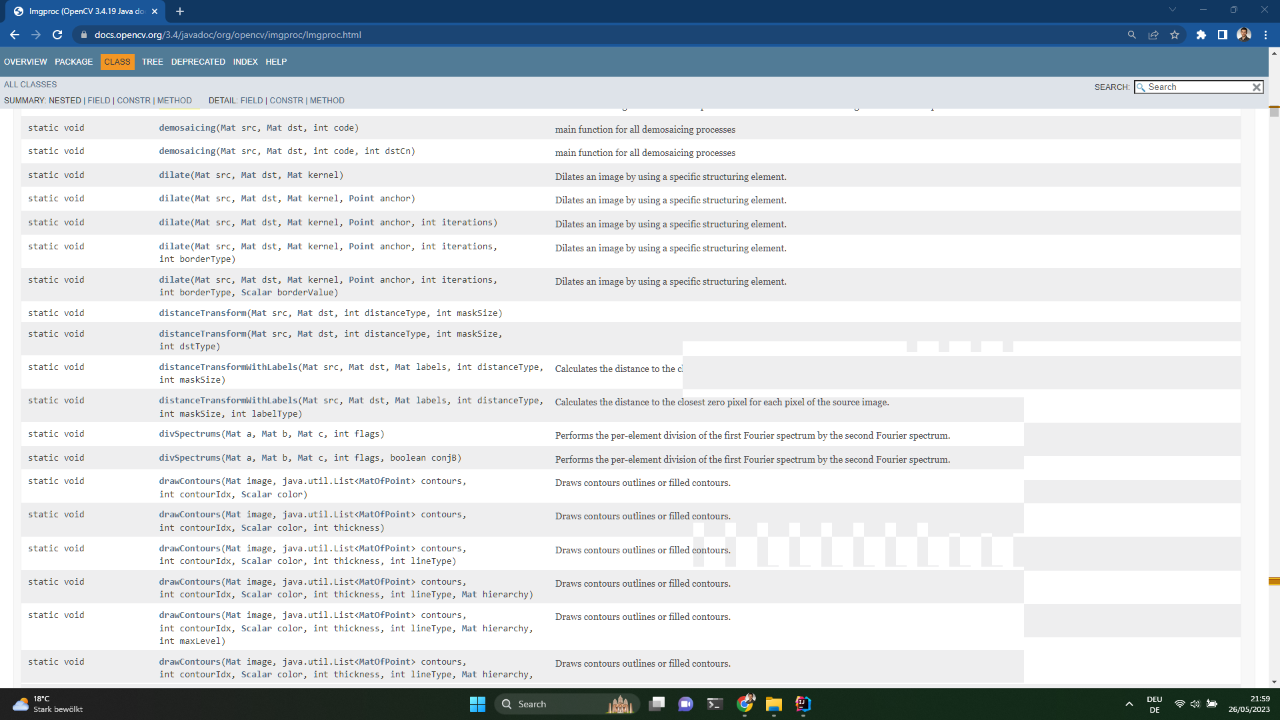 Imgproc (OpenCV 3.4.19 Java do
docs.opencv.org/3.4/javadoc/org/opencv/imgproc/Imgproc.html
OVERVIEW PACKAGE CLASS TREE DEPRECATED INDEX HELP
ALL CLASSES
SEARCH: Search
SUMMARY: NESTED | FIELD | CONSTR | METHOD DETAIL: FIELD | CONSTR | METHOD
static void demosaicing(Mat src, Mat dst, int code) main function for all demosaicing processes
static void demosaicing(Mat src, Mat dst, int code, int dstCn) main function for all demosaicing processes
static void dilate(Mat src, Mat dst, Mat kernel) Dilates an image by using a specific structuring element.
static void dilate(Mat src, Mat dst, Mat kernel, Point anchor) Dilates an image by using a specific structuring element.
static void dilate(Mat src, Mat dst, Mat kernel, Point anchor, int iterations) Dilates an image by using a specific structuring element.
static void dilate(Mat src, Mat dst, Mat kernel, Point anchor, int iterations, Dilates an image by using a specific structuring element.
int borderType)
static void dilate(Mat src, Mat dst, Mat kernel, Point anchor, int iterations, Dilates an image by using a specific structuring element.
int borderType, Scalar borderValue)
static void distanceTransform(Mat src, Mat dst, int distanceType, int maskSize)
static void distanceTransform(Mat src, Mat dst, int distanceType, int maskSize,
int dstType)
static void distanceTransformWithLabels(Mat src, Mat dst, Mat labels, int distanceType, Calculates the distance to the c
int maskSize)
static void distanceTransformWithLabels(Mat src, Mat dst, Mat labels, int distanceType, Calculates the distance to the closest zero pixel for each pixel of the source image.
int maskSize, int labelType)
static void divSpectrums(Mat a, Mat b, Mat c, int flags) Performs the per-element division of the first Fourier spectrum by the second Fourier spectrum.
static void divSpectrums(Mat a, Mat b, Mat c, int flags, boolean conjB) Performs the per-element division of the first Fourier spectrum by the second Fourier spectrum.
static void drawContours(Mat image, java.util.List<MatOfPoint> contours, Draws contours outlines or filled contours.
int contourIdx, Scalar color)
static void drawContours(Mat image, java.util.List<MatOfPoint> contours, Draws contours outlines or filled contours.
int contourIdx, Scalar color, int thickness)
static void drawContours(Mat image, java.util.List<MatOfPoint> contours, Draws contours outlines or filled contours.
int contourIdx, Scalar color, int thickness, int lineType)
static void drawContours(Mat image, java.util.List<MatOfPoint> contours, Draws contours outlines or filled contours.
int contourIdx, Scalar color, int thickness, int lineType, Mat hierarchy)
static void drawContours(Mat image, java.util.List<MatOfPoint> contours, Draws contours outlines or filled contours.
int contourIdx, Scalar color, int thickness, int lineType, Mat hierarchy,
int maxLevel)
static void drawContours(Mat image, java.util.List<MatOfPoint> contours, Draws contours outlines or filled contours.
int contourIdx, Scalar color, int thickness, int lineType, Mat hierarchy,
18°C
Stark bewölkt
Search
DEU
DE
21:59
26/05/2023